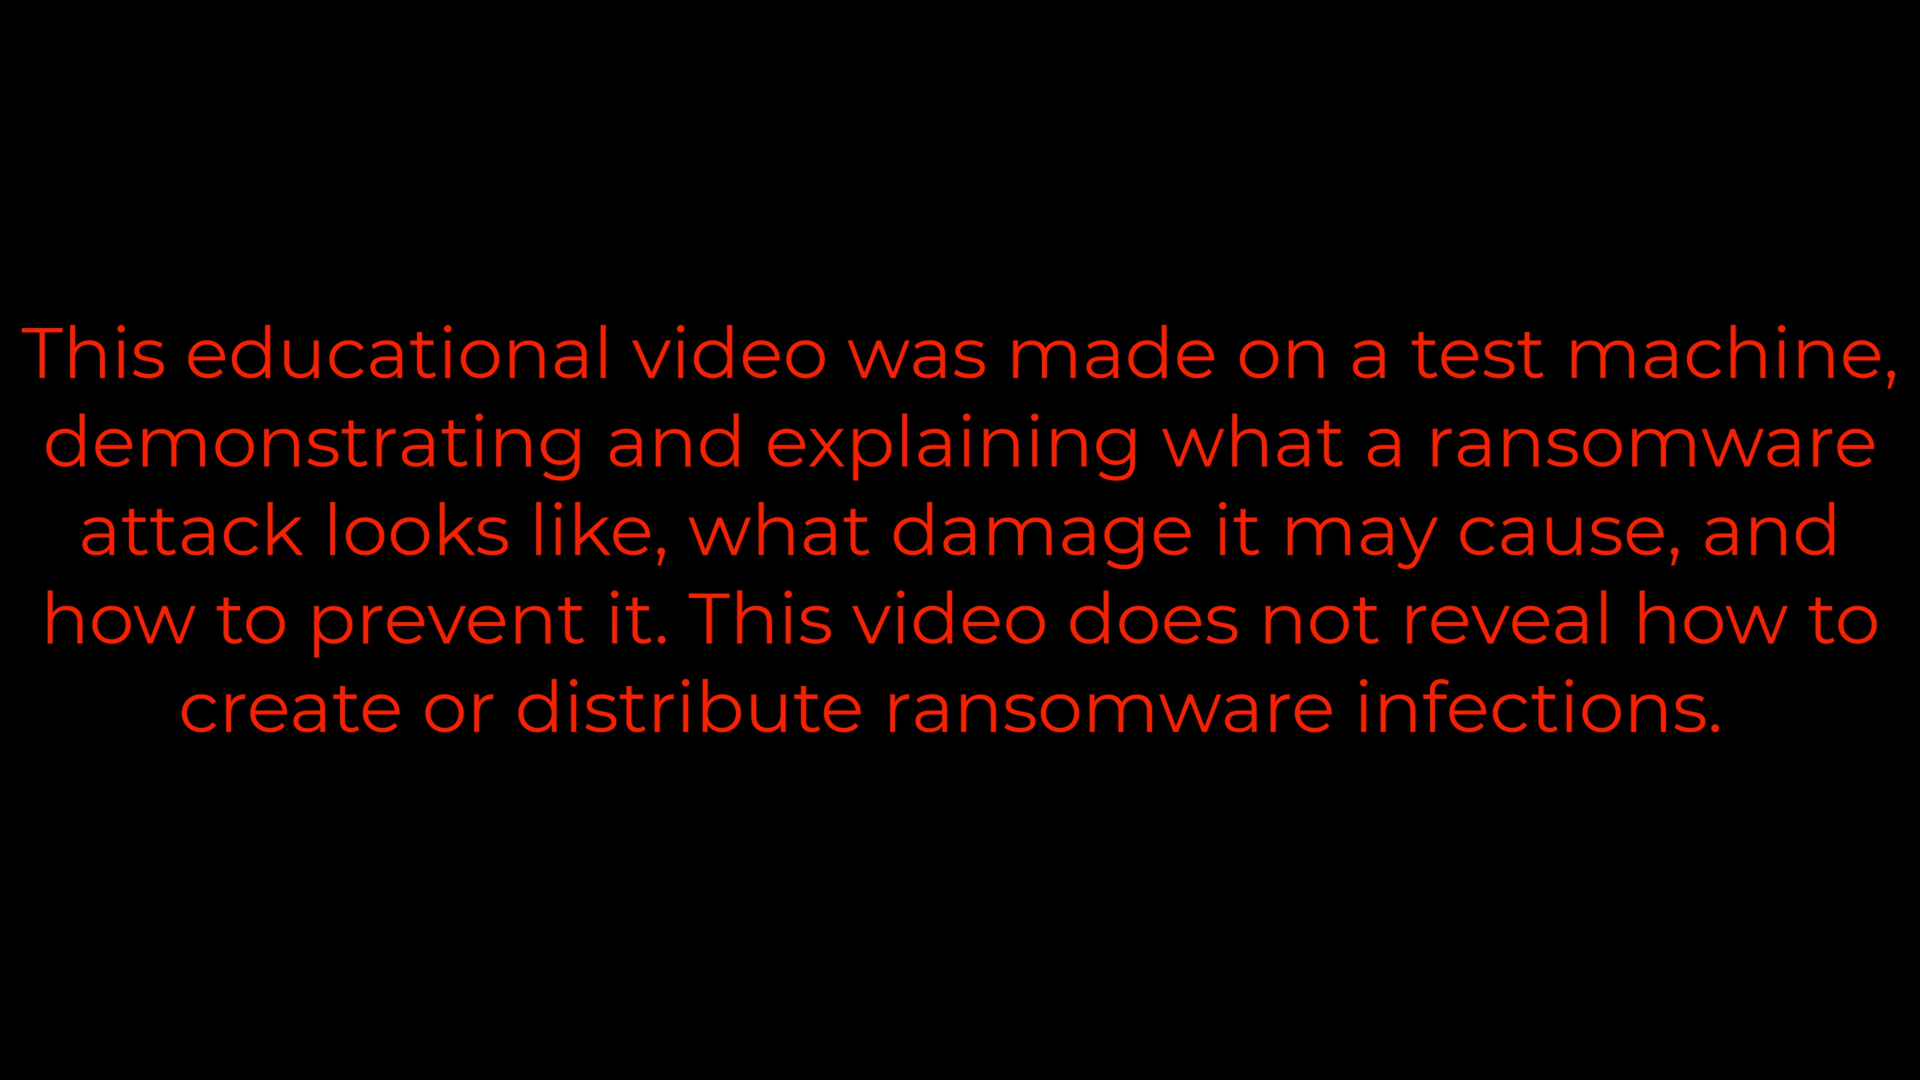 This educational video was made on a test machine,
demonstrating and explaining what a ransomware
attack looks like, what damage it may cause, and
how to prevent it. This video does not reveal how to
create or distribute ransomware infections.